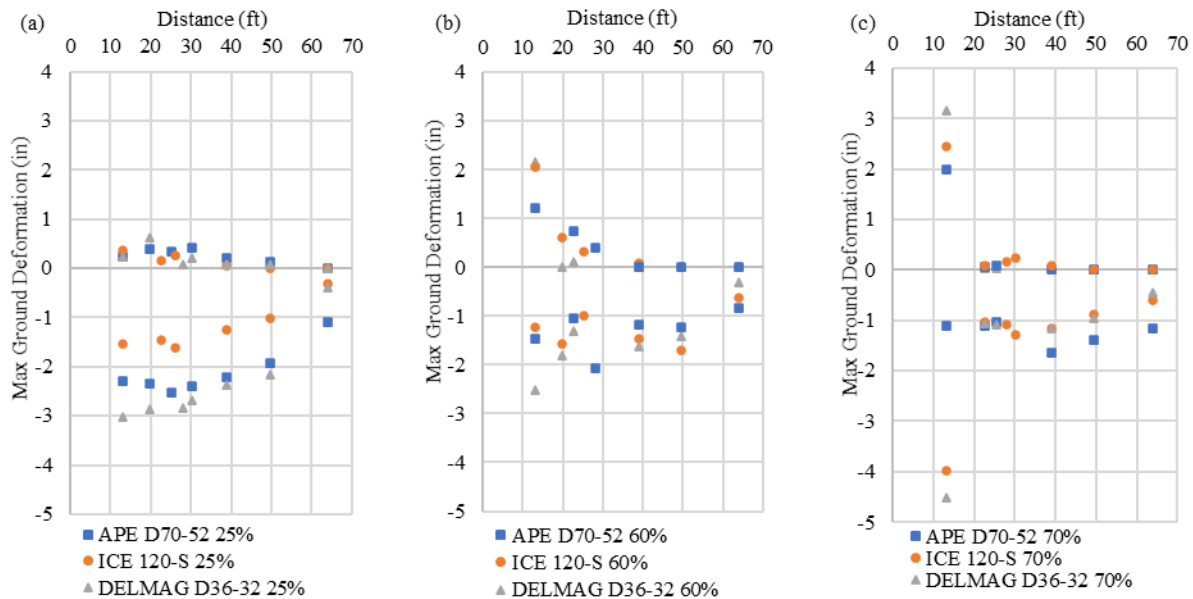 (a)
Distance (ft)
0 10 20 30 40 50 60 70
Max Ground Deformation (in)
4
3
2
1
0
-1
-2
-3
-4
-5
APE D70-52 25%
ICE 120-S 25%
DELMAG D36-32 25%
(b)
Distance (ft)
0 10 20 30 40 50 60 70
Max Ground Deformation (in)
4
3
2
1
0
-1
-2
-3
-4
-5
APE D70-52 60%
ICE 120-S 60%
DELMAG D36-32 60%
(c)
Distance (ft)
0 10 20 30 40 50 60 70
Max Ground Deformation (in)
4
3
2
1
0
-1
-2
-3
-4
-5
APE D70-52 70%
ICE 120-S 70%
DELMAG D36-32 70%